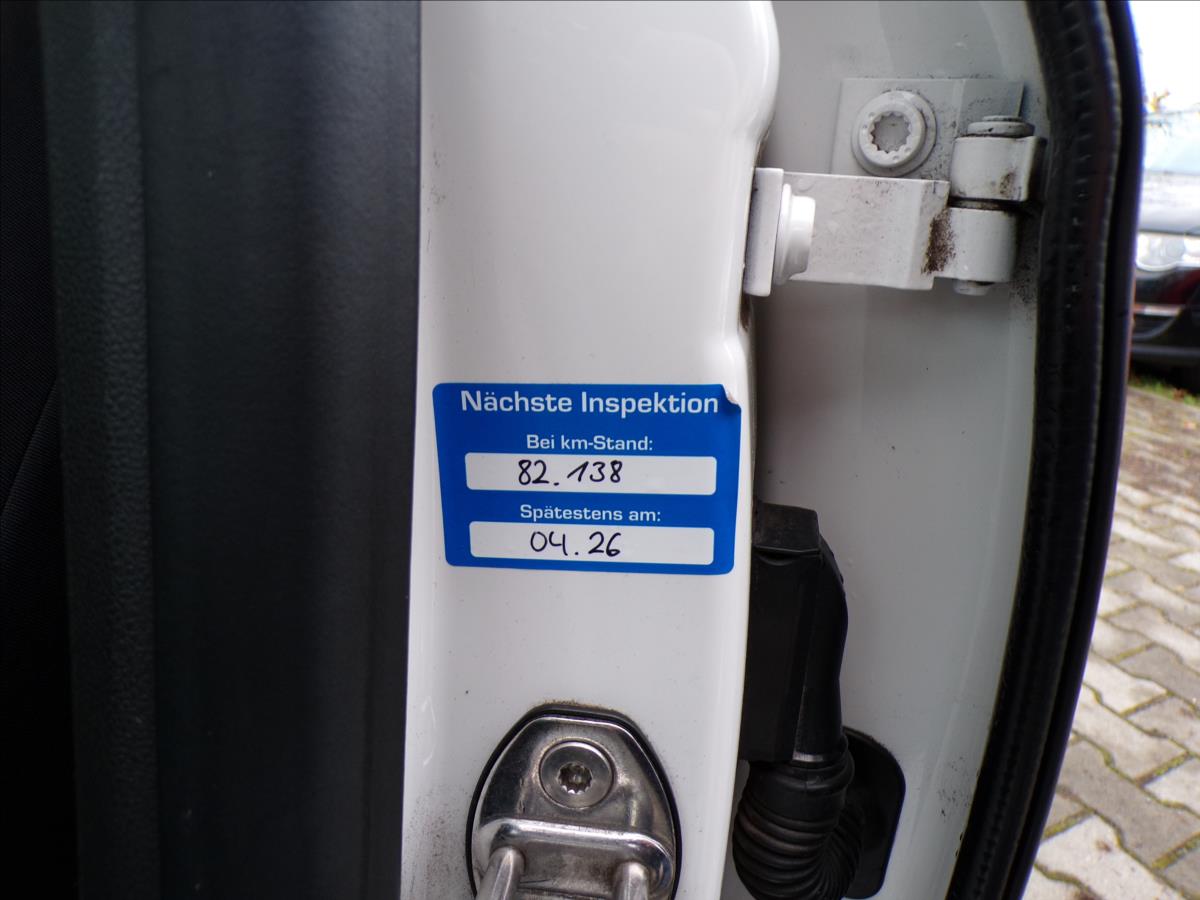 Nächste Inspektion
Bei km-Stand:
82.138
Spätestens am:
04.26